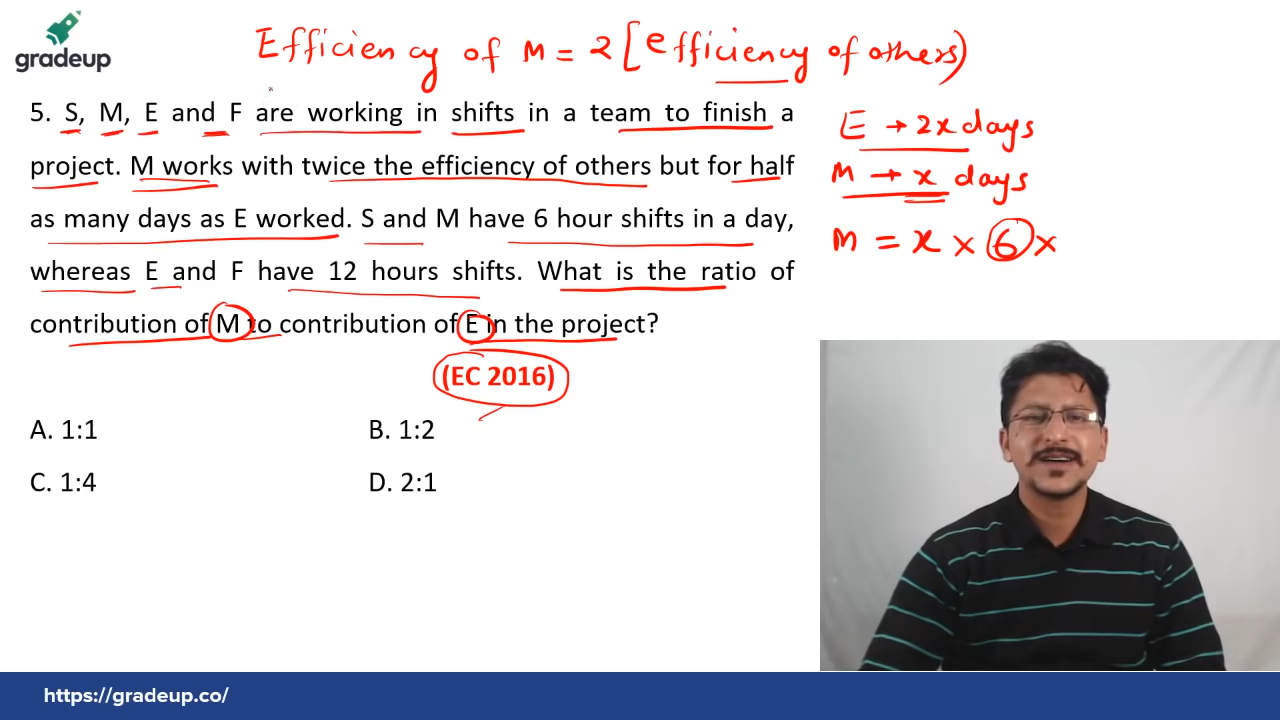 gradeup
Efficiency of M = 2 [efficiency of others)
5. S, M, E and F are working in shifts in a team to finish a
project. M works with twice the efficiency of others but for half
as many days as E worked. S and M have 6 hour shifts in a day,
whereas E and F have 12 hours shifts. What is the ratio of
contribution of M to contribution of E in the project?
(EC 2016)
A. 1:1
B. 1:2
C. 1:4
D. 2:1
E → 2x days
M → x days
M = x × 6 ×
https://gradeup.co/